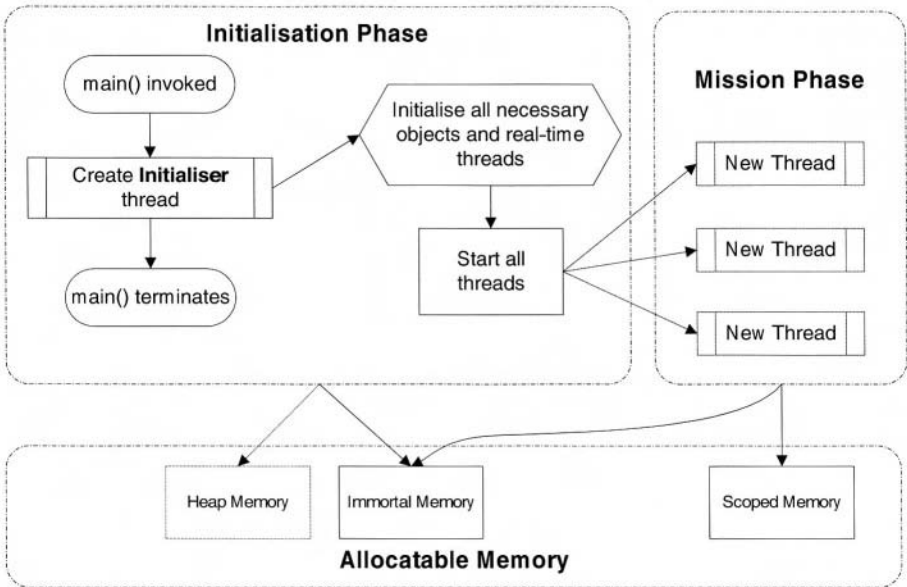 Initialisation Phase
main() invoked
Create Initialiser
thread
main() terminates
Initialise all necessary
objects and real-time
threads
Start all
threads
Mission Phase
New Thread
New Thread
New Thread
Heap Memory
Immortal Memory
Scoped Memory
Allocatable Memory